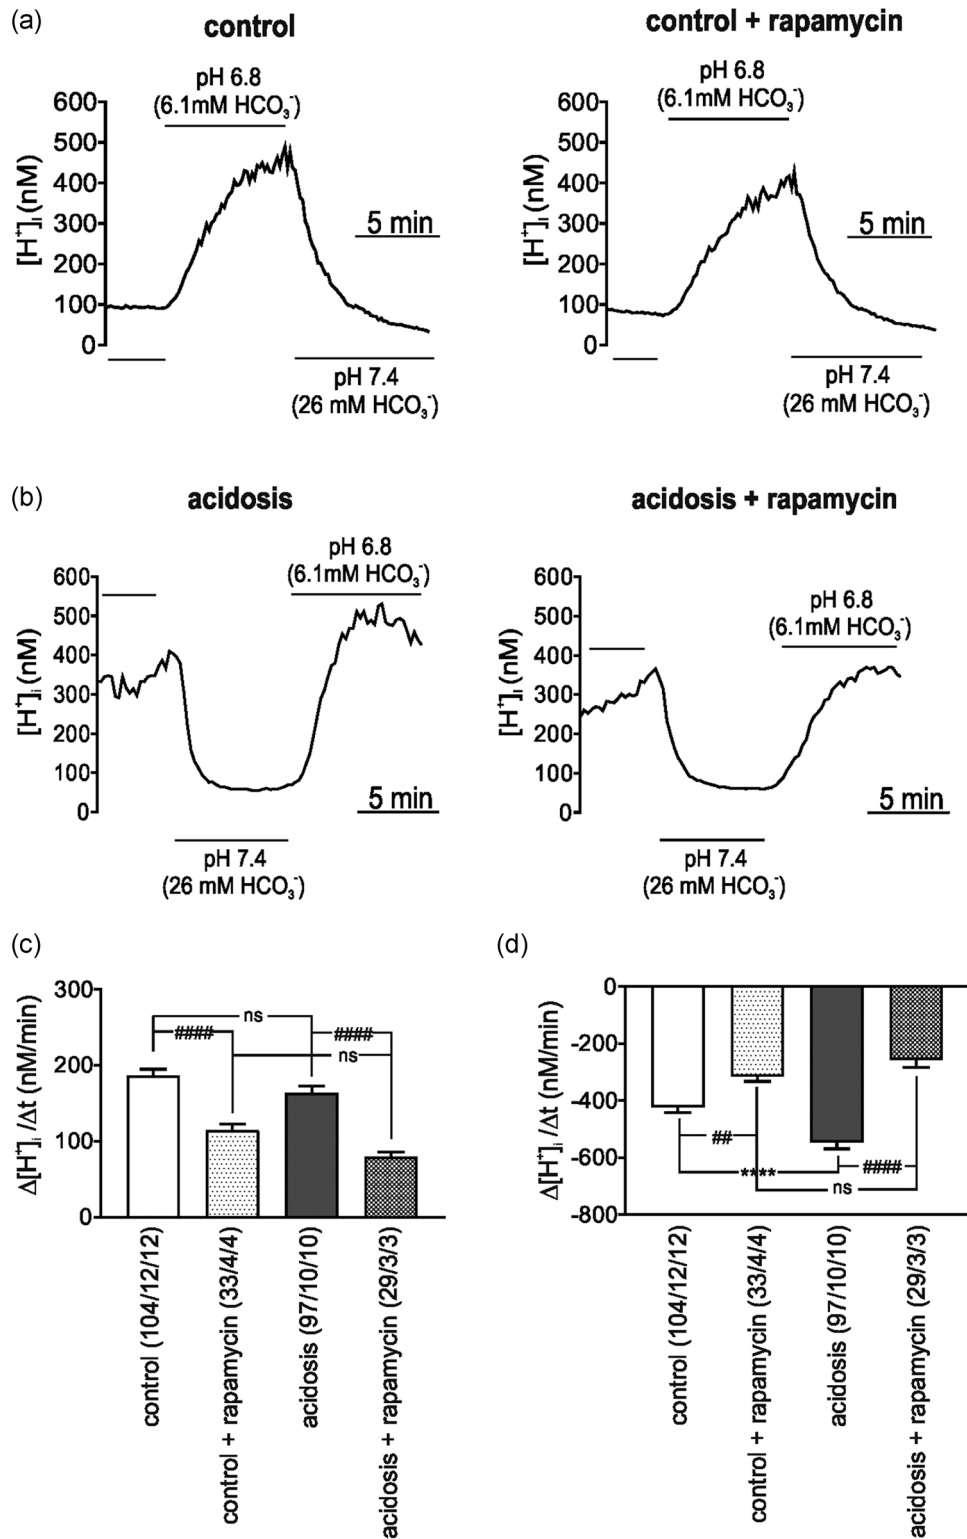 (a)
control
control + rapamycin
pH 6.8
(6.1mM HCO₃⁻)
pH 6.8
(6.1mM HCO₃⁻)
600
500
400
300
200
100
0
[H⁺]ᵢ (nM)
5 min
600
500
400
300
200
100
0
[H⁺]ᵢ (nM)
5 min
pH 7.4
(26 mM HCO₃⁻)
pH 7.4
(26 mM HCO₃⁻)
(b)
acidosis
acidosis + rapamycin
pH 6.8
(6.1mM HCO₃⁻)
pH 6.8
(6.1mM HCO₃⁻)
600
500
400
300
200
100
0
[H⁺]ᵢ (nM)
5 min
600
500
400
300
200
100
0
[H⁺]ᵢ (nM)
5 min
pH 7.4
(26 mM HCO₃⁻)
pH 7.4
(26 mM HCO₃⁻)
(c)
300
200
100
0
Δ[H⁺]ᵢ /Δt (nM/min)
ns
####
####
ns
control (104/12/12)
control + rapamycin (33/4/4)
acidosis (97/10/10)
acidosis + rapamycin (29/3/3)
(d)
0
-200
-400
-600
-800
Δ[H⁺]ᵢ /Δt (nM/min)
##
****
####
ns
control (104/12/12)
control + rapamycin (33/4/4)
acidosis (97/10/10)
acidosis + rapamycin (29/3/3)